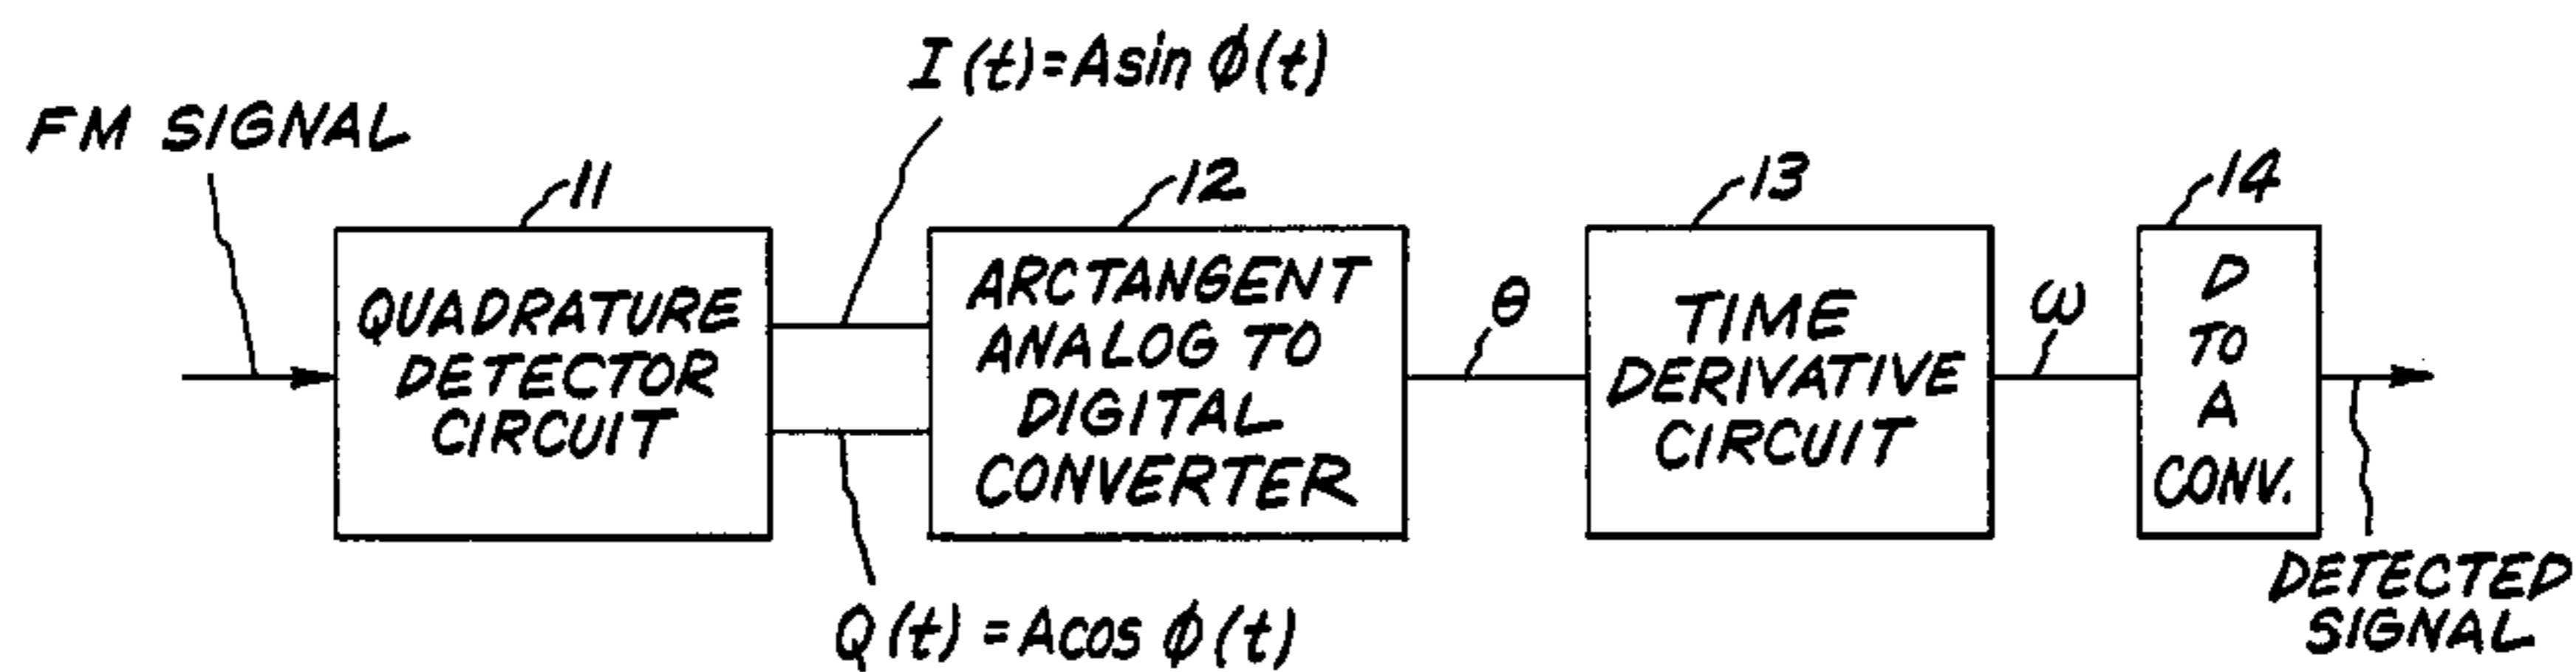 I(t)=Asin ϕ(t)
FM SIGNAL
11
12
13
14
QUADRATURE
DETECTOR
CIRCUIT
ARCTANGENT
ANALOG TO
DIGITAL
CONVERTER
θ
TIME
DERIVATIVE
CIRCUIT
ω
D
TO
A
CONV.
Q(t)=Acos ϕ(t)
DETECTED
SIGNAL